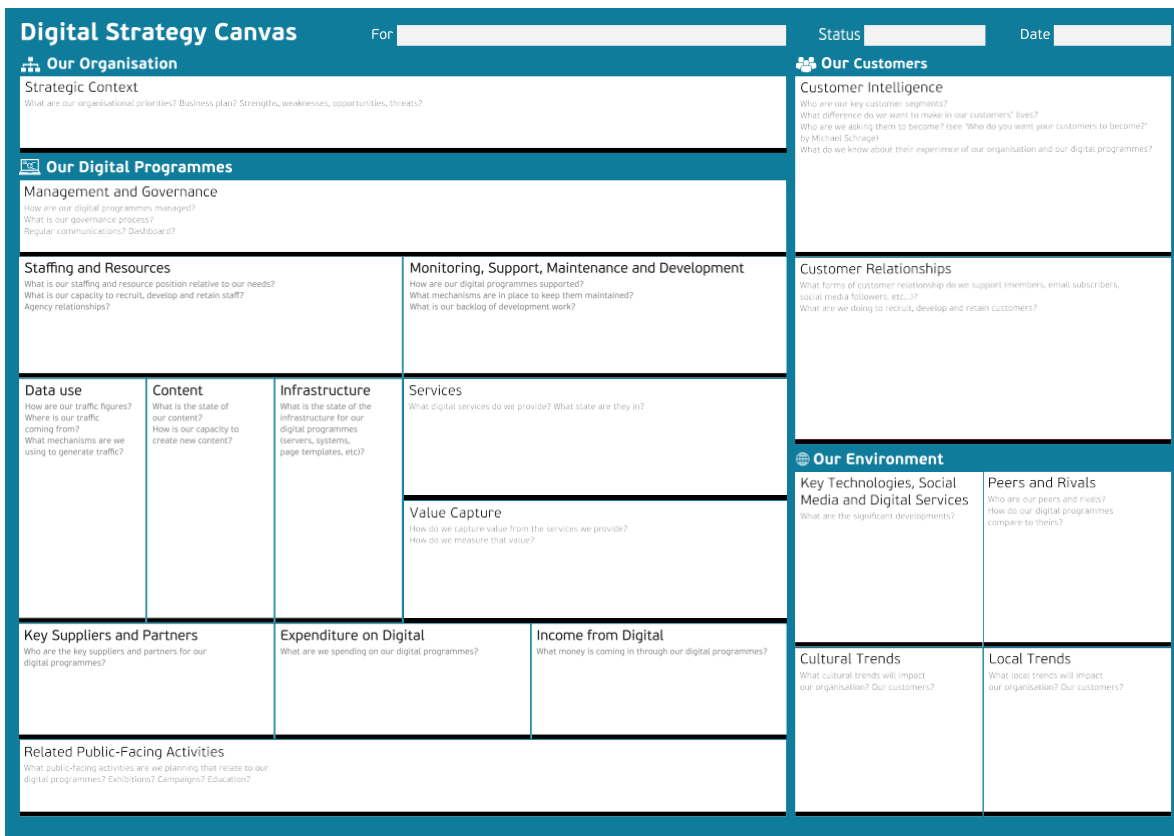 Digital Strategy Canvas
For
Status
Date
Our Organisation
Strategic Context
What are our organisational priorities? Business plan? Strengths, weaknesses, opportunities, threats?
Our Digital Programmes
Management and Governance
How are our digital programmes managed?
What is our governance process?
Regular communications? Dashboard?
Staffing and Resources
What is our staffing and resource position relative to our needs?
What is our capacity to recruit, develop and retain staff?
Agency relationships?
Monitoring, Support, Maintenance and Development
How are our digital programmes supported?
What mechanisms are in place to keep them maintained?
What is our backlog of development work?
Data use
How are our traffic figures?
Where is our traffic
coming from?
What mechanisms are we
using to generate traffic?
Content
What is the state of
our content?
How is our capacity to
create new content?
Infrastructure
What is the state of the
infrastructure for our
digital programmes
(servers, systems,
page templates, etc)?
Services
What digital services do we provide? What state are they in?
Value Capture
How do we capture value from the services we provide?
How do we measure that value?
Key Suppliers and Partners
Who are the key suppliers and partners for our
digital programmes?
Expenditure on Digital
What are we spending on our digital programmes?
Income from Digital
What money is coming in through our digital programmes?
Related Public-Facing Activities
What public-facing activities are we planning that relate to our
digital programmes? Exhibitions? Campaigns? Education?
Our Customers
Customer Intelligence
Who are our key customer segments?
What difference do we want to make in our customers" lives?
Who are we asking them to become? (see "Who do you want your customers to become?"
by Michael Schrage)
What do we know about their experience of our organisation and our digital programmes?
Customer Relationships
What forms of customer relationship do we support (members, email subscribers,
social media followers, etc...)?
What are we doing to recruit, develop and retain customers?
Our Environment
Key Technologies, Social
Media and Digital Services
What are the significant developments?
Peers and Rivals
Who are our peers and rivals?
How do our digital programmes
compare to theirs?
Cultural Trends
What cultural trends will impact
our organisation? Our customers?
Local Trends
What local trends will impact
our organisation? Our customers?